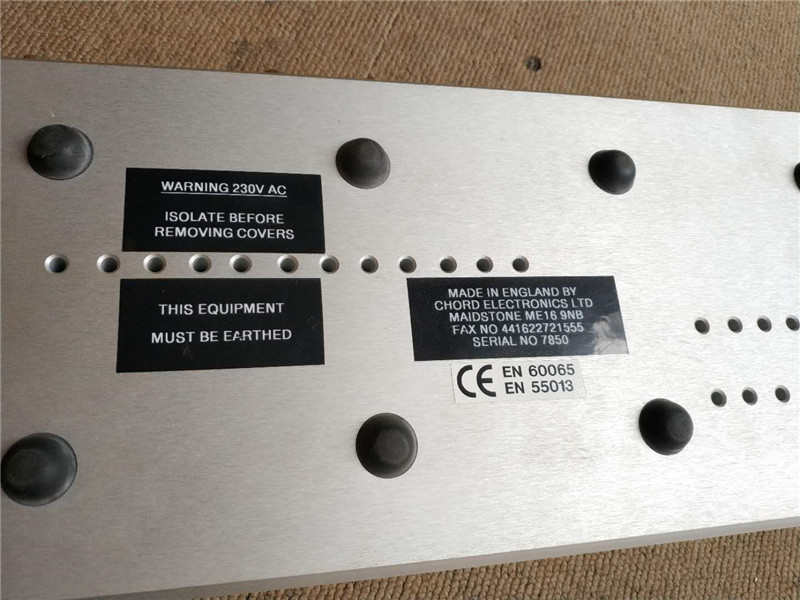 WARNING 230V AC
ISOLATE BEFORE
REMOVING COVERS
THIS EQUIPMENT
MUST BE EARTHED
MADE IN ENGLAND BY
CHORD ELECTRONICS LTD
MAIDSTONE ME16 9NB
FAX NO 441622721555
SERIAL NO 7850
CE EN 60065
EN 55013